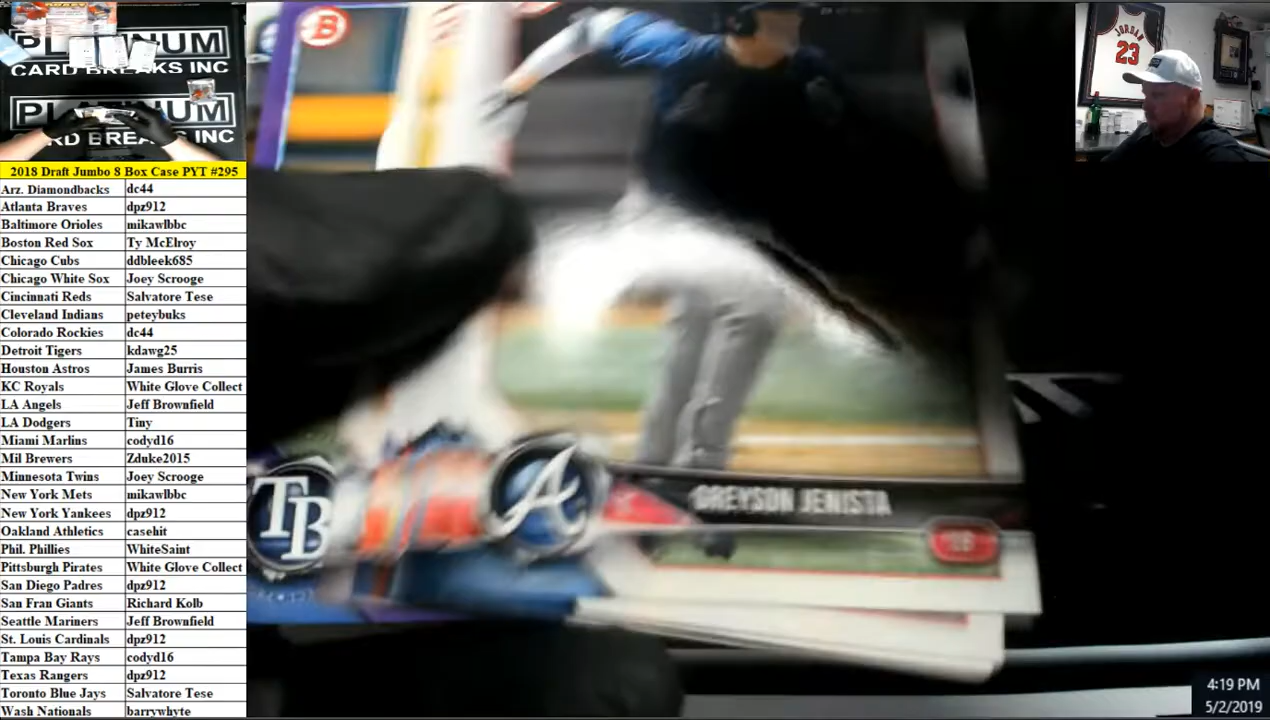 PLATINUM
CARD BREAKS INC
PLATINUM
RD BREA
INC
2018 Draft Jumbo 8 Box Case PYT #295
Arz. Diamondbacks dc44
Atlanta Braves dpz912
Baltimore Orioles mikawlbbc
Boston Red Sox Ty McElroy
Chicago Cubs ddbleek685
Chicago White Sox Joey Scrooge
Cincinnati Reds Salvatore Tese
Cleveland Indians peteybuks
Colorado Rockies dc44
Detroit Tigers kdawg25
Houston Astros James Burris
KC Royals White Glove Collect
LA Angels Jeff Brownfield
LA Dodgers Tiny
Miami Marlins codyd16
Mil Brewers Zduke2015
Minnesota Twins Joey Scrooge
New York Mets mikawlbbc
New York Yankees dpz912
Oakland Athletics casehit
Phil. Phillies WhiteSaint
Pittsburgh Pirates White Glove Collect
San Diego Padres dpz912
San Fran Giants Richard Kolb
Seattle Mariners Jeff Brownfield
St. Louis Cardinals dpz912
Tampa Bay Rays codyd16
Texas Rangers dpz912
Toronto Blue Jays Salvatore Tese
Wash Nationals barrywhyte
B
TB
A
GREYSON JENISTA
JORDAN
23
4:19 PM
5/2/2019